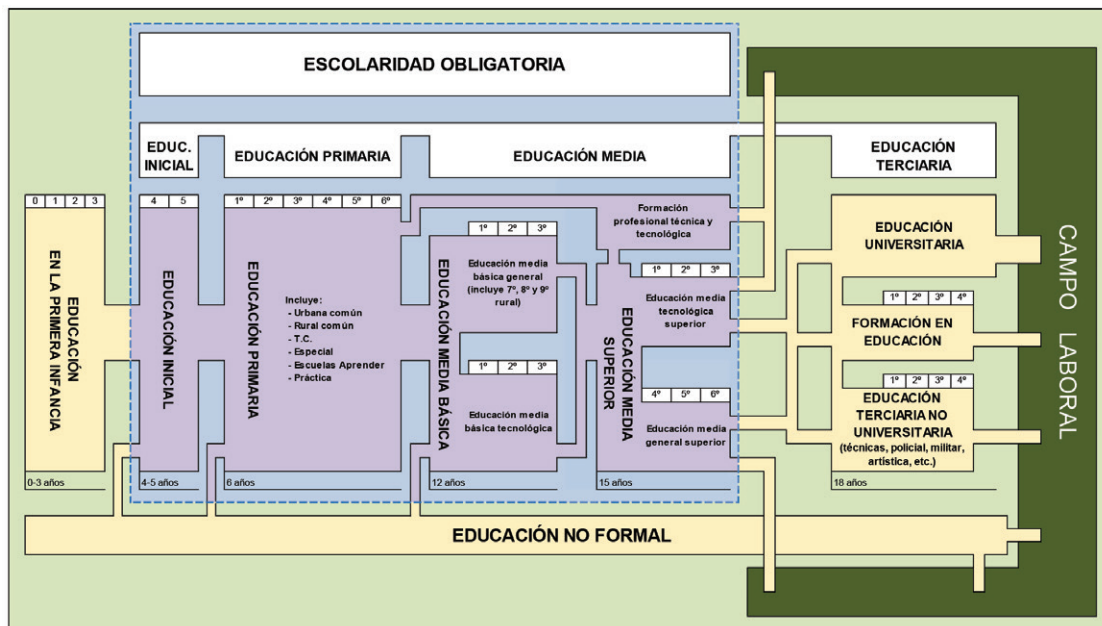 ESCOLARIDAD OBLIGATORIA
EDUC.
INICIAL
EDUCACIÓN PRIMARIA
EDUCACIÓN MEDIA
EDUCACIÓN
TERCIARIA
0 1 2 3
EDUCACIÓN
EN LA PRIMERA INFANCIA
0-3 años
4 5
EDUCACIÓN INICIAL
4-5 años
1º 2º 3º 4º 5º 6º
EDUCACIÓN PRIMARIA
Incluye:
- Urbana común
- Rural común
- T.C.
- Especial
- Escuelas Aprender
- Práctica
6 años
EDUCACIÓN MEDIA BÁSICA
1º 2º 3º
Educación media
básica general
(incluye 7º, 8º y 9º
rural)
1º 2º 3º
Educación media
básica tecnológica
12 años
EDUCACIÓN MEDIA
SUPERIOR
Formación
profesional técnica y
tecnológica
1º 2º 3º
Educación media
tecnológica
superior
4º 5º 6º
Educación media
general superior
15 años
EDUCACIÓN
UNIVERSITARIA
1º 2º 3º 4º
FORMACIÓN EN
EDUCACIÓN
1º 2º 3º 4º
EDUCACIÓN
TERCIARIA NO
UNIVERSITARIA
(técnicas, policial, militar,
artística, etc.)
18 años
CAMPO LABORAL
EDUCACIÓN NO FORMAL